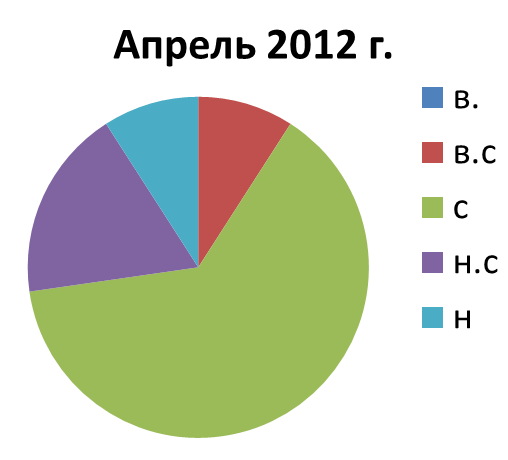 Апрель 2012 г.
в.
в.с
с
н.с
н